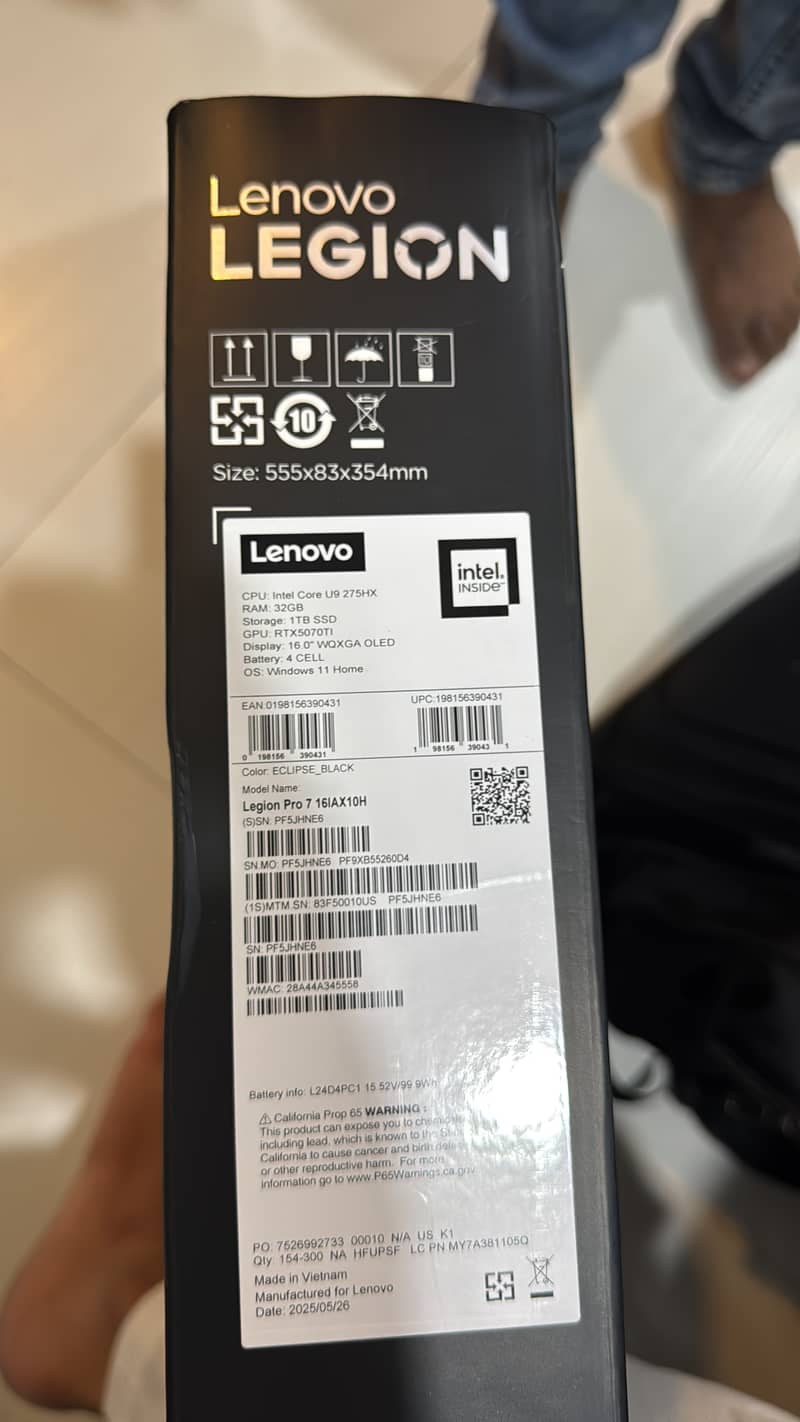 Lenovo
LEGION
10
Size: 555x83x354mm
Lenovo
intel.
INSIDE™
CPU: Intel Core U9 275HX
RAM: 32GB
Storage: 1TB SSD
GPU: RTX5070TI
Display: 16.0" WQXGA OLED
Battery: 4 CELL
OS: Windows 11 Home
EAN:0198156390431
UPC:198156390431
0 198156 390431
1 98156 39043 1
Color: ECLIPSE_BLACK
Model Name:
Legion Pro 7 16IAX10H
(S)SN: PF5JHNE6
SN.MO: PF5JHNE6 PF9XB55260D4
(1S)MTM.SN: 83F50010US PF5JHNE6
SN: PF5JHNE6
WMAC: 28A44A345558
Battery info: L24D4PC1 15.52V/99.9Wh
⚠ California Prop 65 WARNING :
This product can expose you to chemicals
including lead, which is known to the State
California to cause cancer and birth defects
or other reproductive harm. For more
information go to www.P65Warnings.ca.gov
PO: 7526992733 00010 N/A US K1
Qty: 154-300 NA HFUPSF LC PN:MY7A381105Q
Made in Vietnam
Manufactured for Lenovo
Date: 2025/05/26